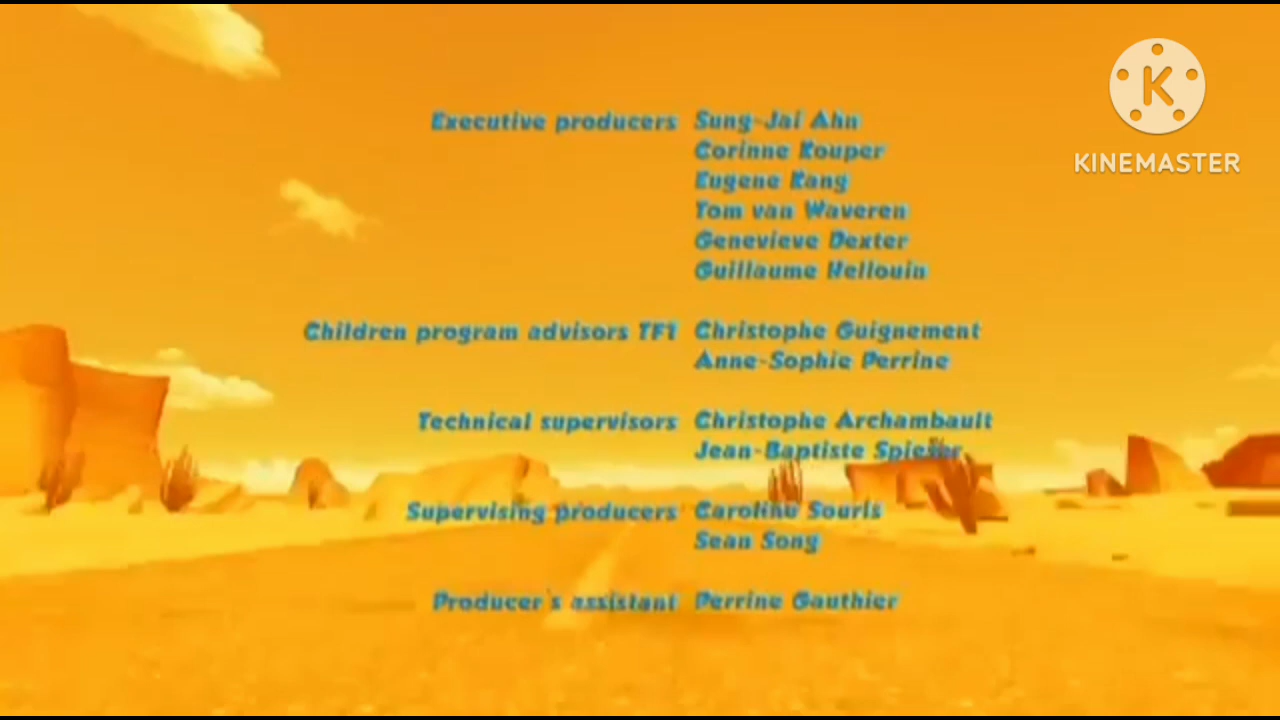 Executive producers Sung-Jai Ahn
Corinne Kouper
Eugene Kang
Tom van Waveren
Genevieve Dexter
Guillaume Hellouin
Children program advisors TF1 Christophe Guignement
Anne-Sophie Perrine
Technical supervisors Christophe Archambault
Jean-Baptiste
Supervising producers Caroline Souris
Sean Song
Producer's assistant Perrine Gauthier
K
KINEMASTER